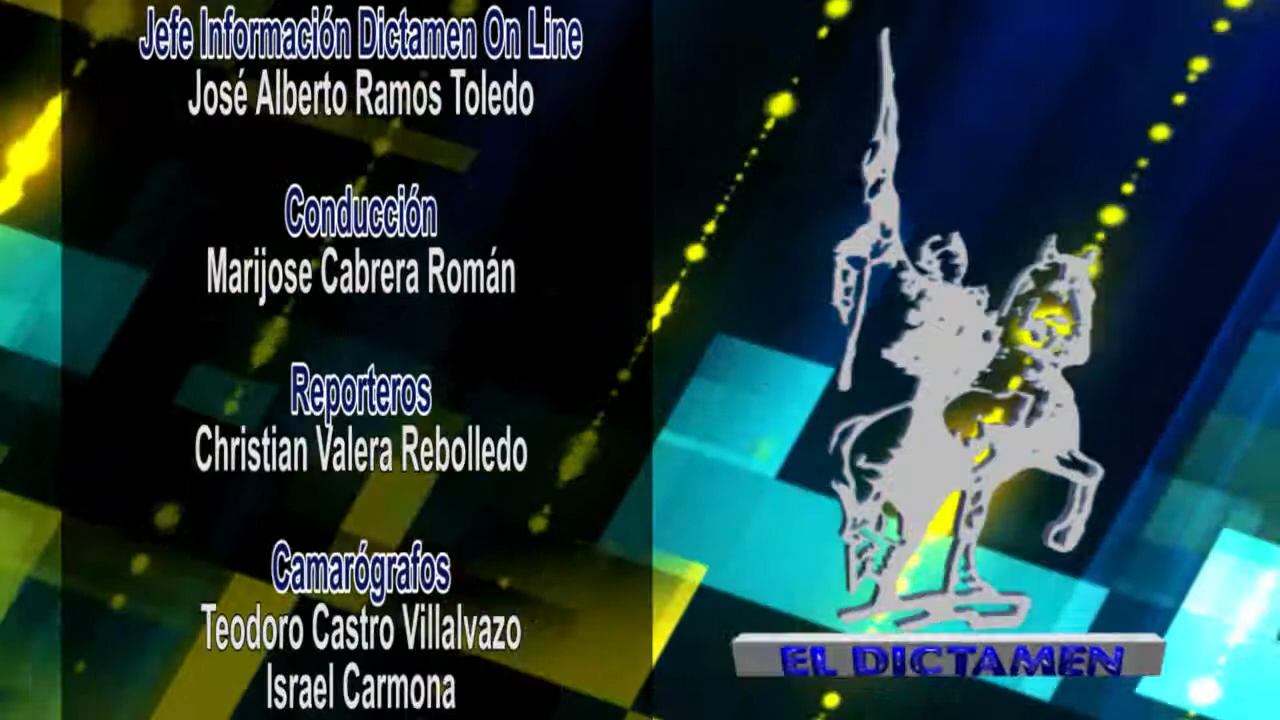 Jefe Información Dictamen On Line
José Alberto Ramos Toledo
Conducción
Marijose Cabrera Román
Reporteros
Christian Valera Rebolledo
Camarógrafos
Teodoro Castro Villalvazo
Israel Carmona
EL DICTAMEN